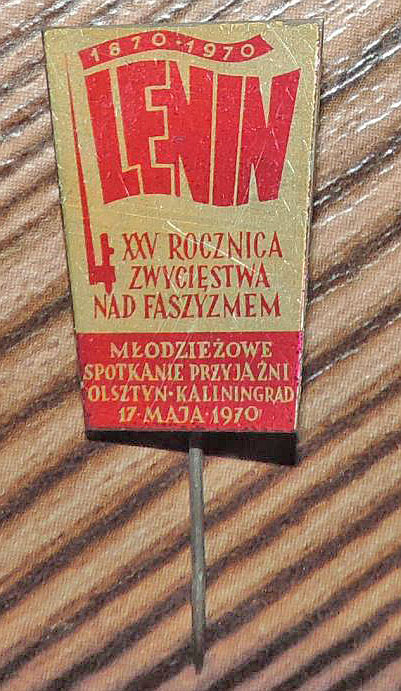 1870·1970
LENIN
XXV ROCZNICA
ZWYCIĘSTWA
NAD FASZYZMEM
MŁODZIEŻOWE
SPOTKANIE PRZYJAŹNI
OLSZTYN·KALININGRAD
17·MAJA·1970